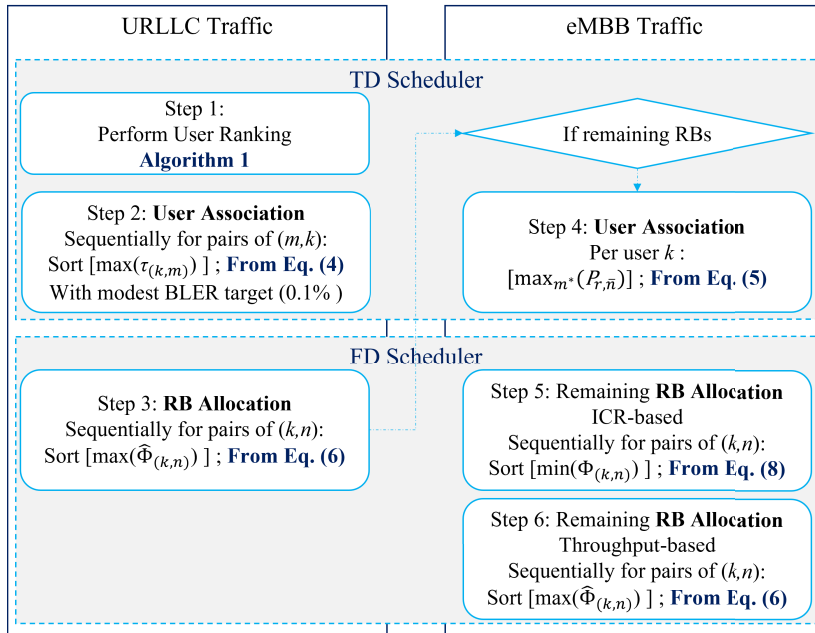 URLLC Traffic
eMBB Traffic
TD Scheduler
Step 1:
Perform User Ranking
Algorithm 1
If remaining RBs
Step 2: User Association
Sequentially for pairs of (m,k):
Sort [max(τ(k,m)) ] ; From Eq. (4)
With modest BLER target (0.1% )
Step 4: User Association
Per user k :
[maxm*(Pr,n̄)] ; From Eq. (5)
FD Scheduler
Step 3: RB Allocation
Sequentially for pairs of (k,n):
Sort [max(Φ̂(k,n)) ] ; From Eq. (6)
Step 5: Remaining RB Allocation
ICR-based
Sequentially for pairs of (k,n):
Sort [min(Φ(k,n)) ] ; From Eq. (8)
Step 6: Remaining RB Allocation
Throughput-based
Sequentially for pairs of (k,n):
Sort [max(Φ̂(k,n)) ] ; From Eq. (6)